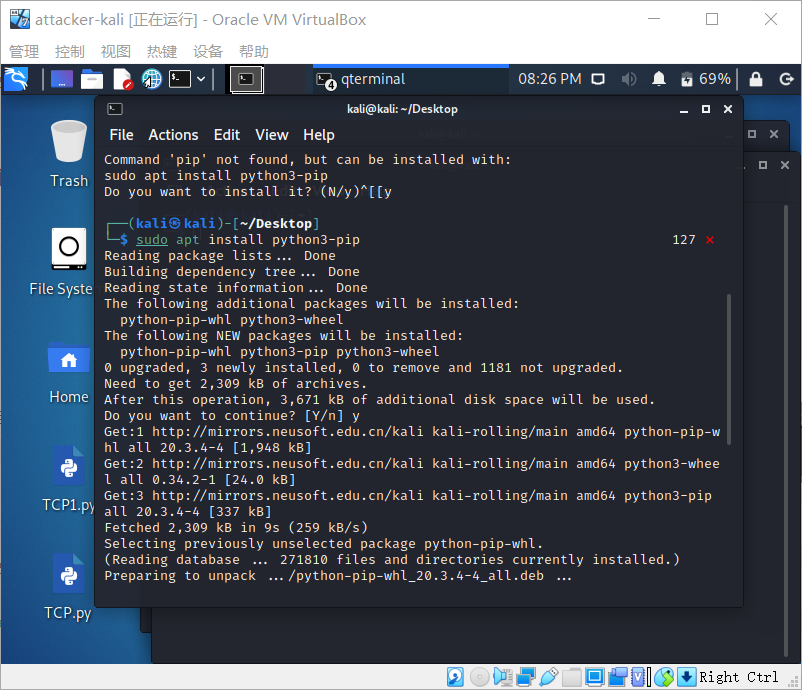 attacker-kali [正在运行] - Oracle VM VirtualBox
管理 控制 视图 热键 设备 帮助
4 qterminal 08:26 PM 69%
kali@kali: ~/Desktop
File Actions Edit View Help
Command 'pip' not found, but can be installed with:
sudo apt install python3-pip
Do you want to install it? (N/y)^[[y
(kali㉿kali)-[~/Desktop]
$ sudo apt install python3-pip 127 ×
Reading package lists... Done
Building dependency tree... Done
Reading state information... Done
The following additional packages will be installed:
python-pip-whl python3-wheel
The following NEW packages will be installed:
python-pip-whl python3-pip python3-wheel
0 upgraded, 3 newly installed, 0 to remove and 1181 not upgraded.
Need to get 2,309 kB of archives.
After this operation, 3,671 kB of additional disk space will be used.
Do you want to continue? [Y/n] y
Get:1 http://mirrors.neusoft.edu.cn/kali kali-rolling/main amd64 python-pip-w
hl all 20.3.4-4 [1,948 kB]
Get:2 http://mirrors.neusoft.edu.cn/kali kali-rolling/main amd64 python3-whee
l all 0.34.2-1 [24.0 kB]
Get:3 http://mirrors.neusoft.edu.cn/kali kali-rolling/main amd64 python3-pip
all 20.3.4-4 [337 kB]
Fetched 2,309 kB in 9s (259 kB/s)
Selecting previously unselected package python-pip-whl.
(Reading database ... 271810 files and directories currently installed.)
Preparing to unpack .../python-pip-whl_20.3.4-4_all.deb ...
Trash
File Syste
Home
TCP1.py
TCP.py
Right Ctrl